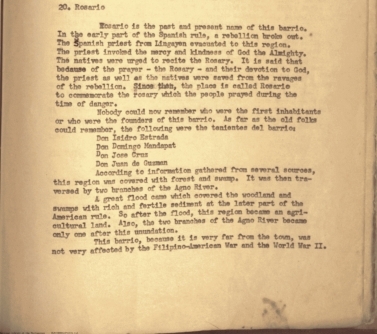 20. Rosario
Rosario is the past and present name of this barrio.
In the early part of the Spanish rule, a rebellion broke out.
The Spanish priest from Lingayen evacuated to this region.
The priest invoked the mercy and kindness of God the Almighty.
The natives were urged to recite the Rosary. It is said that
because of the prayer - the Rosary - and their devotion to God,
the priest as well as the natives were saved from the ravages
of the rebellion. Since then, the place is called Rosario
to commemorate the rosary which the people prayed during the
time of danger.
Nobody could now remember who were the first inhabitants
or who were the founders of this barrio. As far as the old folks
could remember, the following were the tenientes del barrio:
Don Isidro Estrada
Don Domingo Mandapat
Don Jose Cruz
Don Juan de Guzman
According to information gathered from several sources,
this region was covered with forest and swamp. It was then tra-
versed by two branches of the Agno River.
A great flood came which covered the woodland and
swamps with rich and fertile sediment at the later part of the
American rule. So after the flood, this region became an agri-
cultural land. Also, the two branches of the Agno River became
only one after this unundation.
This barrio, because it is very far from the town, was
not very affected by the Filipino-American War and the World War II.